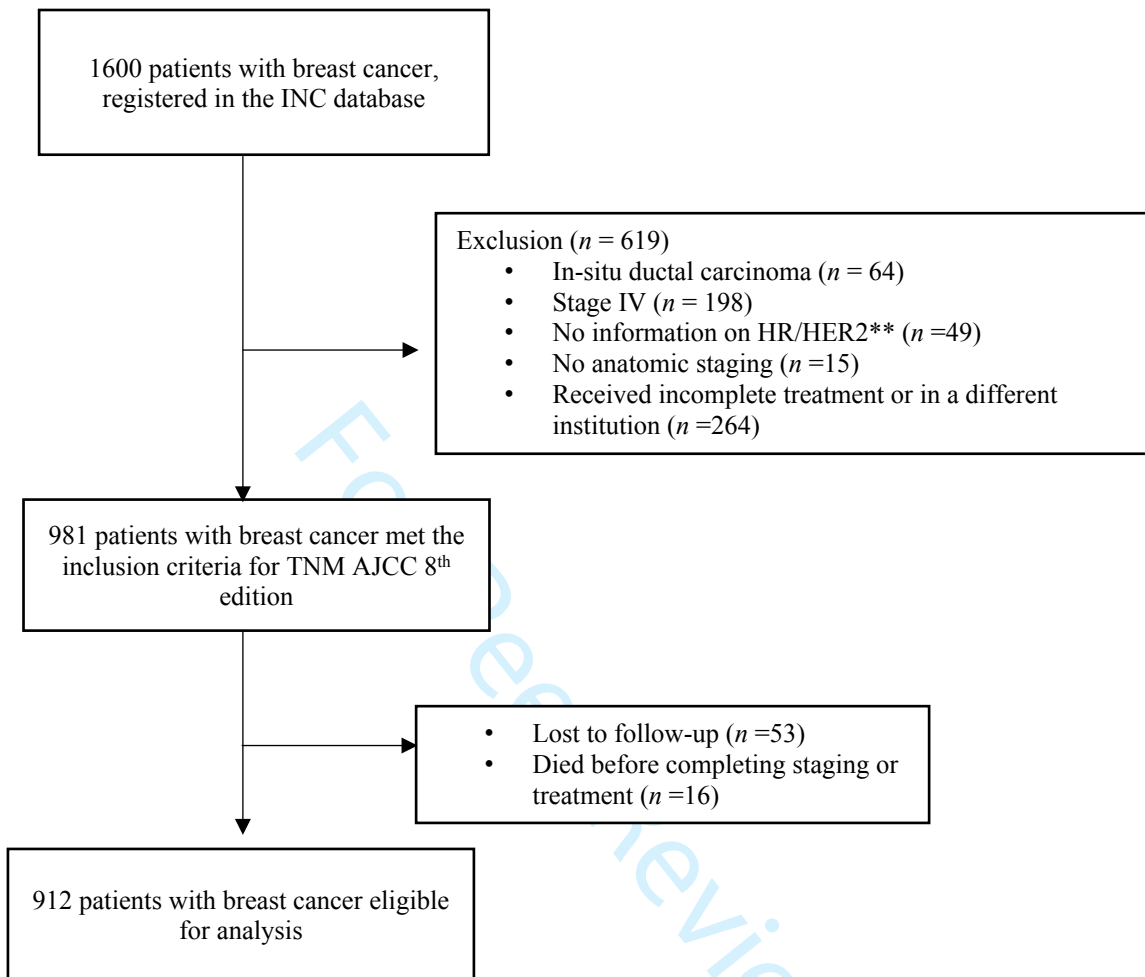 1600 patients with breast cancer,
registered in the INC database
Exclusion (n = 619)
• In-situ ductal carcinoma (n = 64)
• Stage IV (n = 198)
• No information on HR/HER2** (n =49)
• No anatomic staging (n =15)
• Received incomplete treatment or in a different
institution (n =264)
981 patients with breast cancer met the
inclusion criteria for TNM AJCC 8th
edition
• Lost to follow-up (n =53)
• Died before completing staging or
treatment (n =16)
912 patients with breast cancer eligible
for analysis